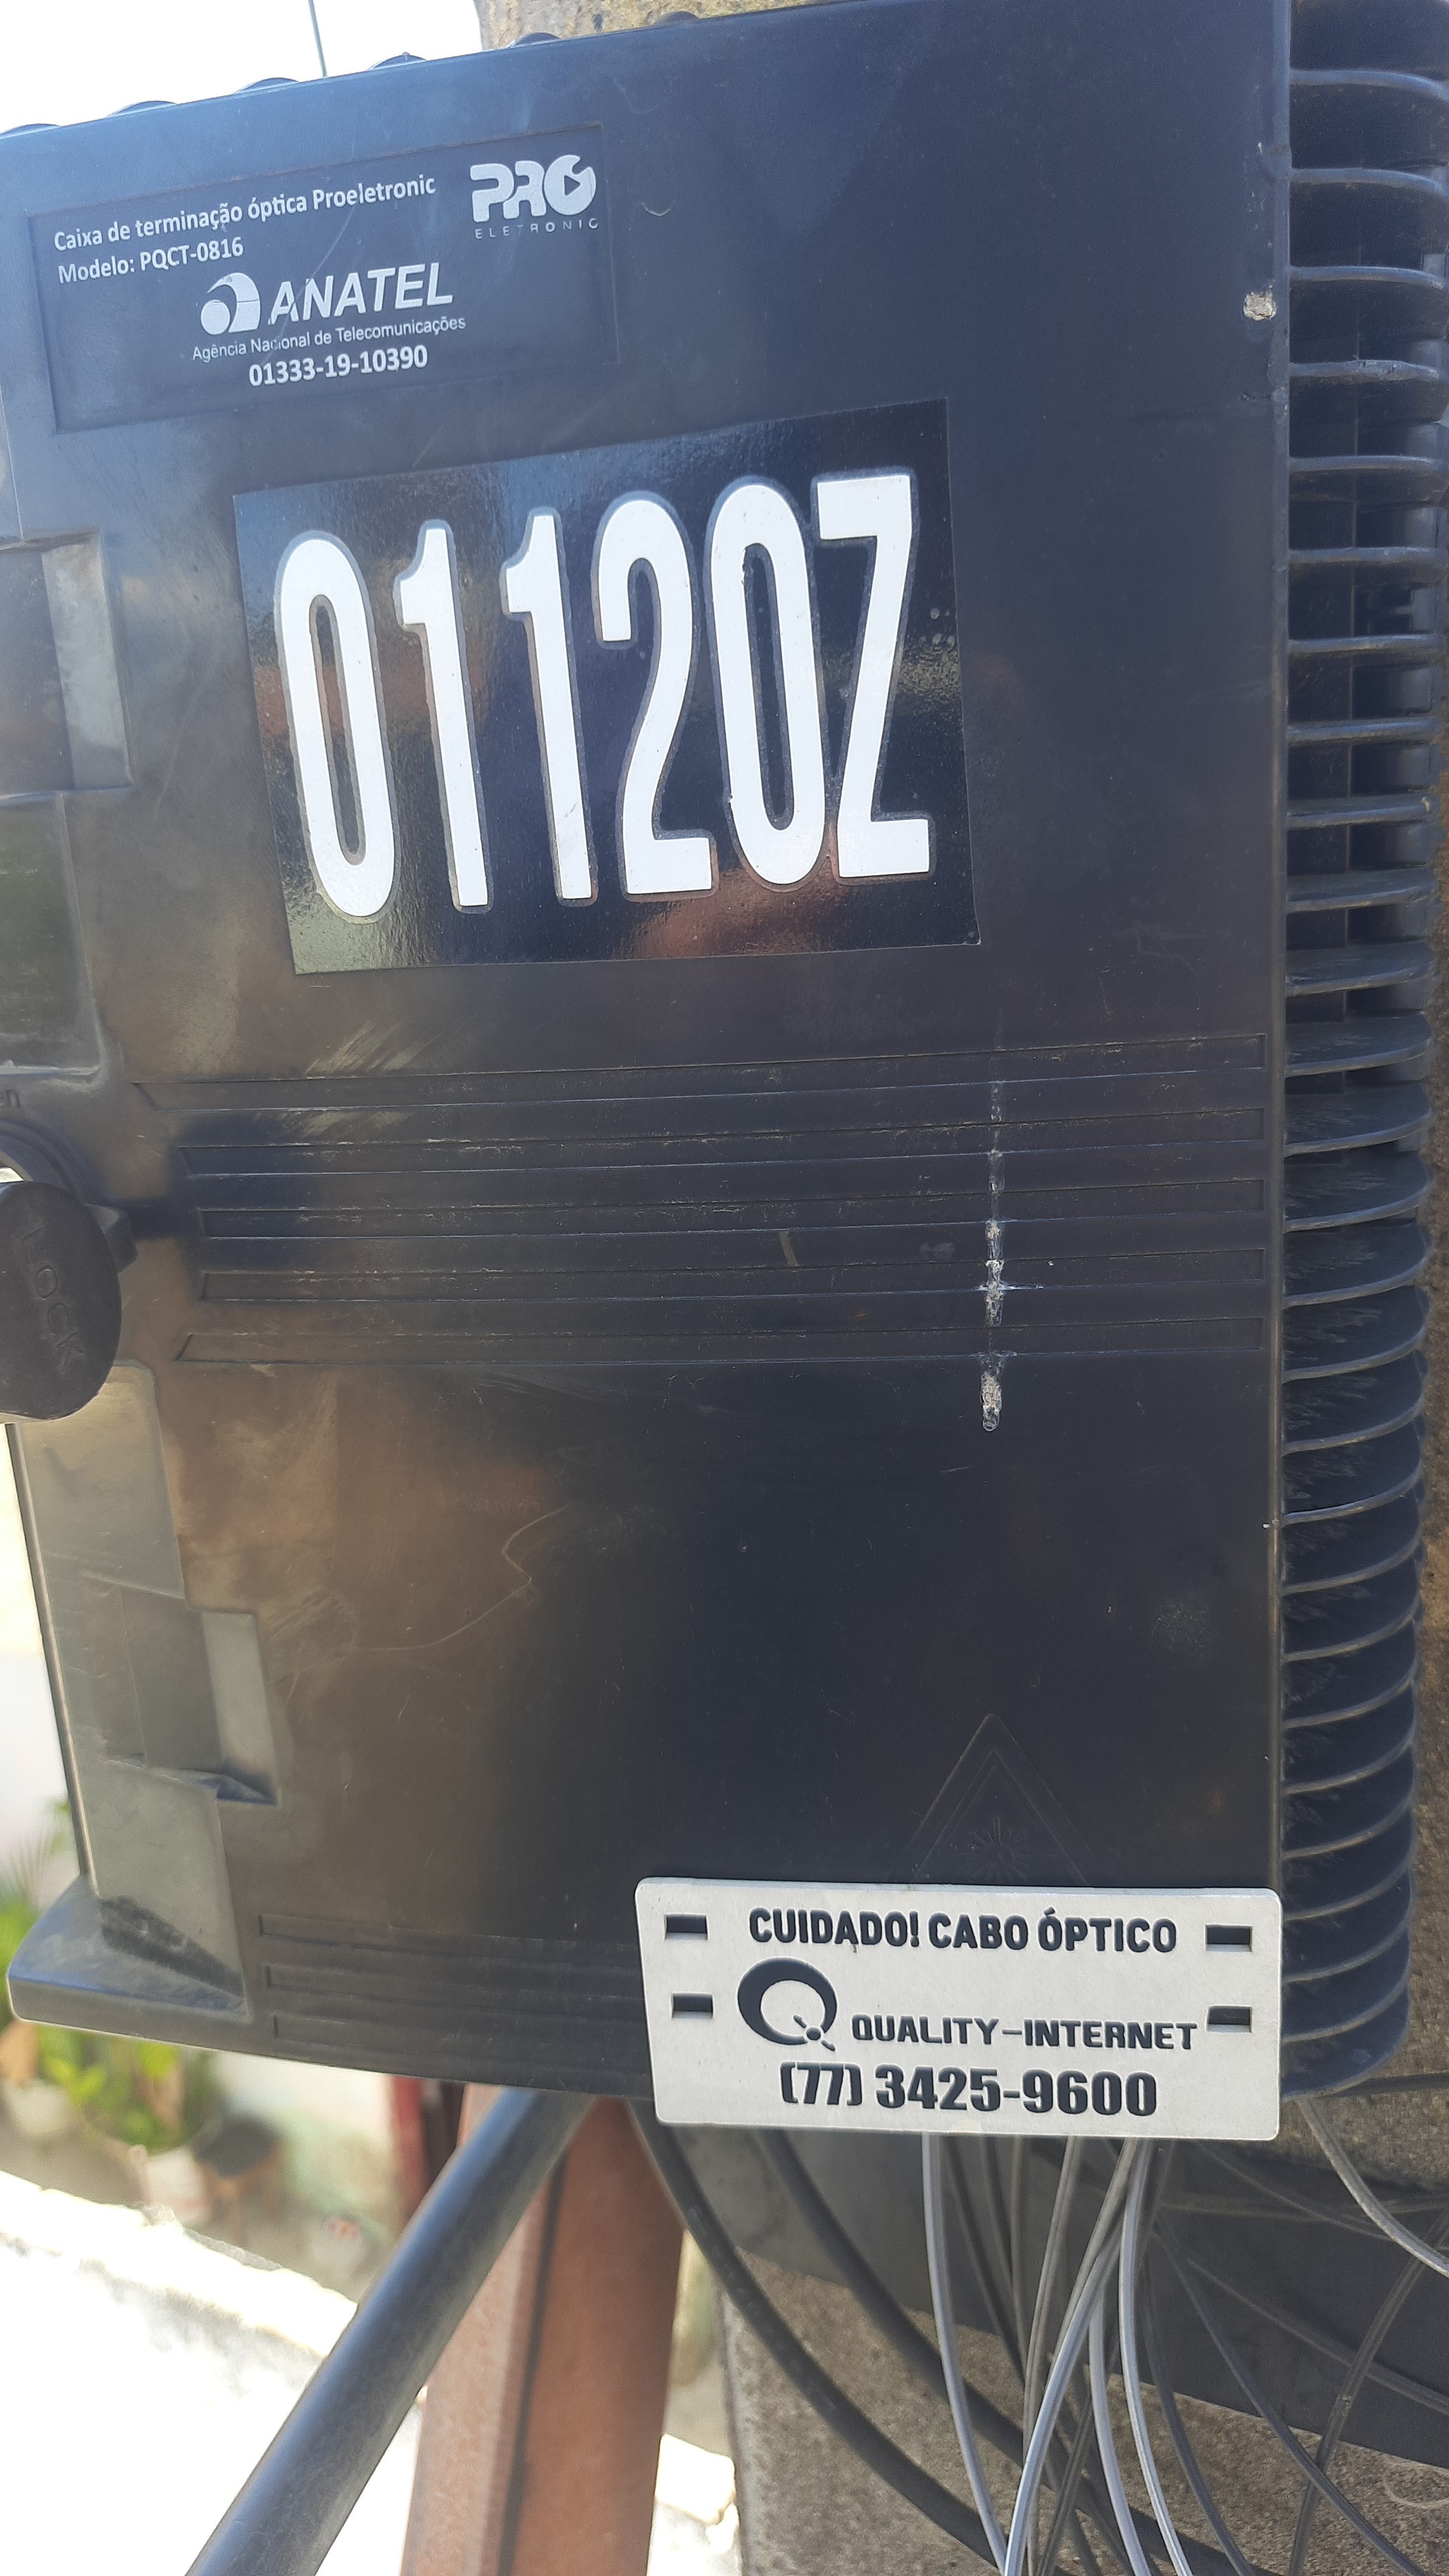 Caixa de terminação óptica Proeletronic
Modelo: PQCT-0816
PRO
ELETRONIC
ANATEL
Agência Nacional de Telecomunicações
01333-19-10390
01120Z
LOCK
CUIDADO! CABO ÓPTICO
QUALITY-INTERNET
(77) 3425-9600